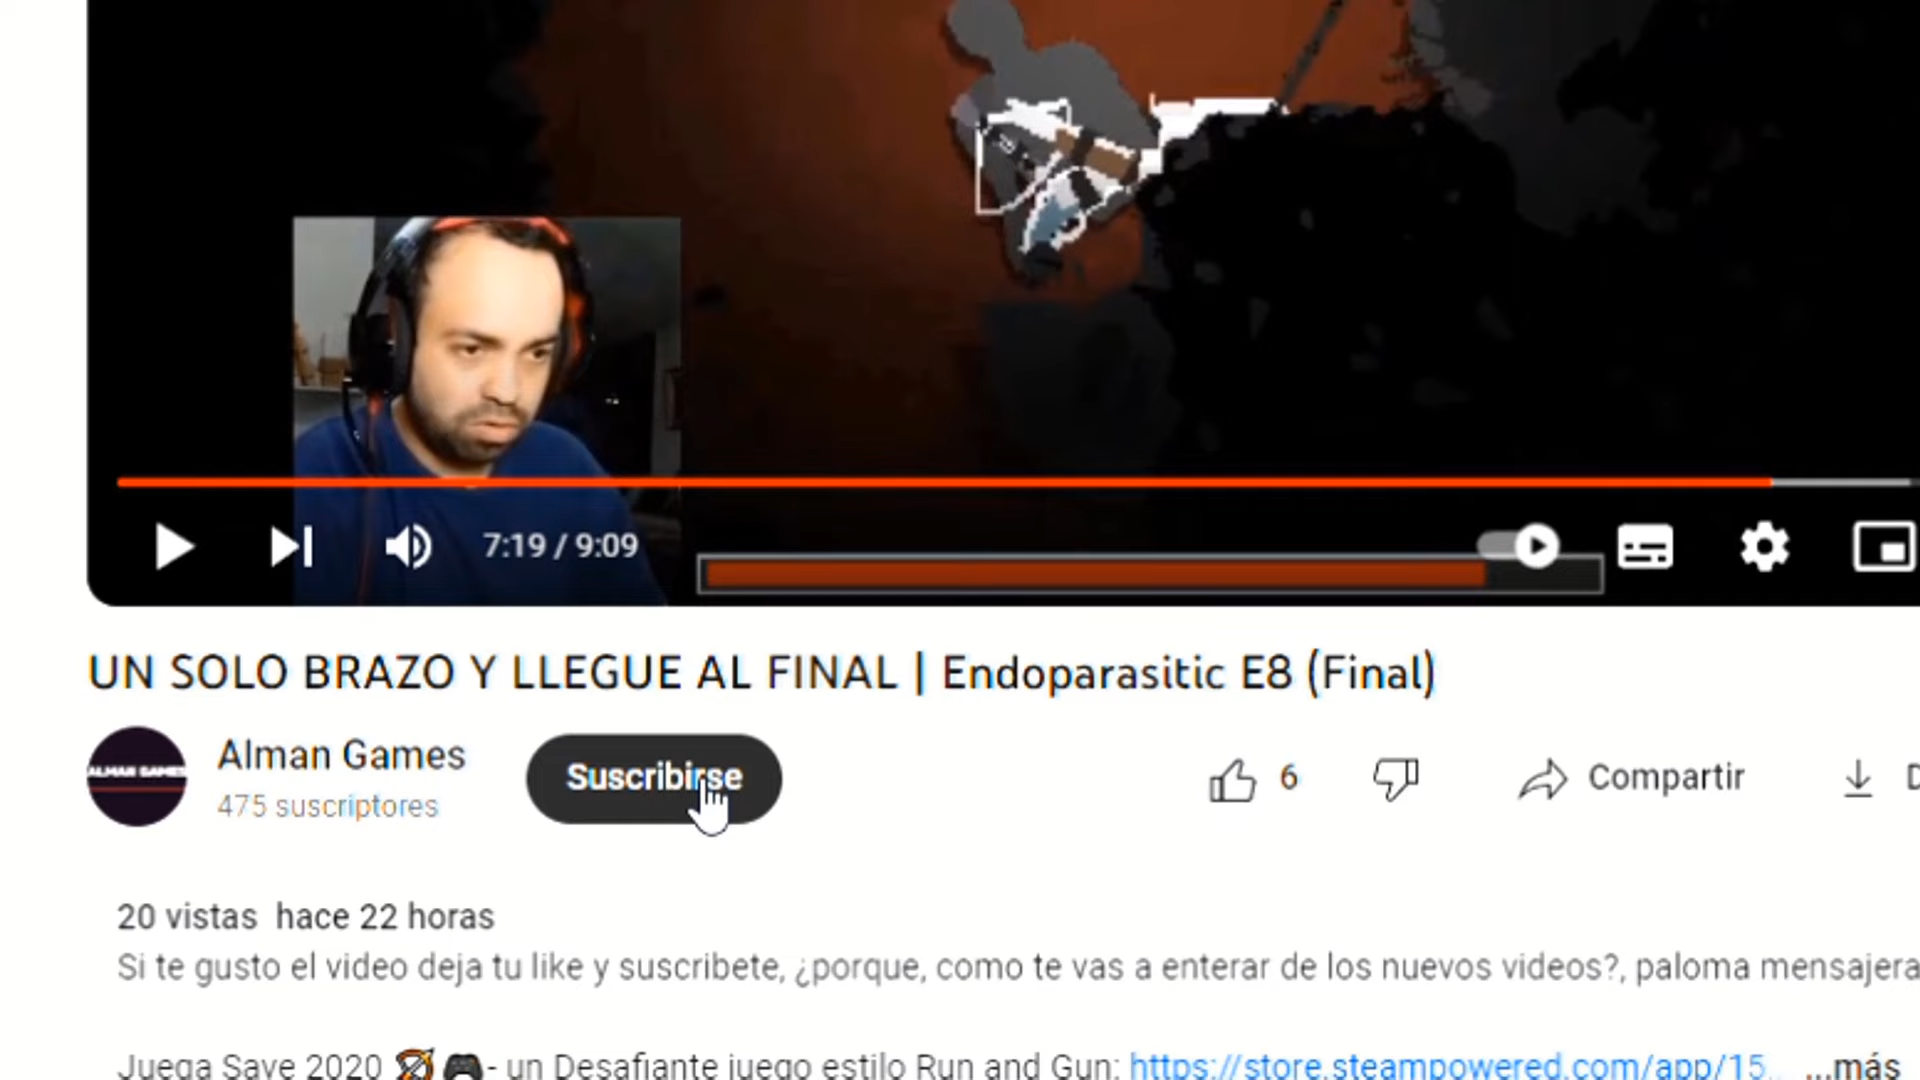 7:19 / 9:09
UN SOLO BRAZO Y LLEGUE AL FINAL | Endoparasitic E8 (Final)
ALMAN GAMES
Alman Games
475 suscriptores
Suscribirse
6
Compartir
20 vistas hace 22 horas
Si te gusto el video deja tu like y suscribete, ¿porque, como te vas a enterar de los nuevos videos?, paloma mensajera
Juega Save 2020 🏹🎮- un Desafiante juego estilo Run and Gun: https://store.steampowered.com/app/15... ...más